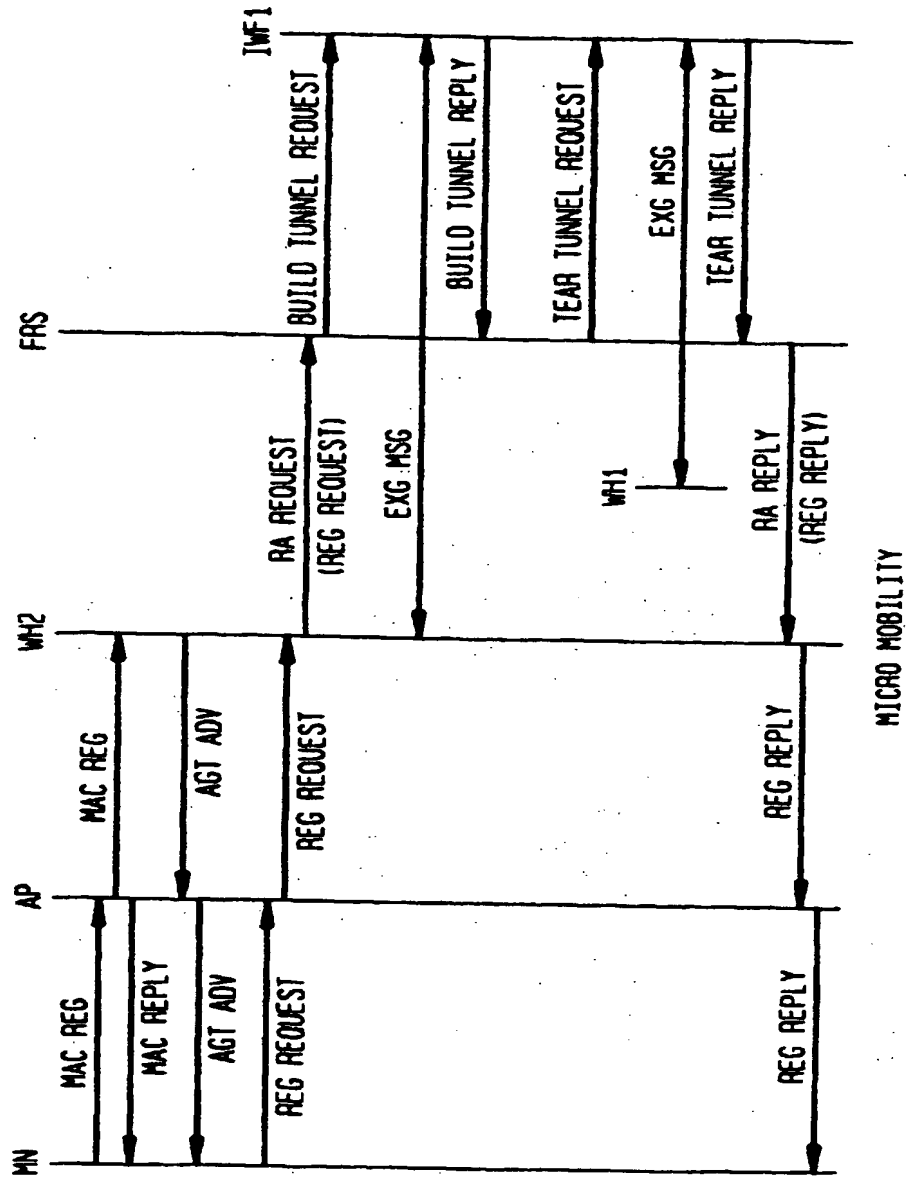 MN
AP
WH2
FRS
IWF1
MAC REG
MAC REG
MAC REPLY
AGT ADV
AGT ADV
REG REQUEST
REG REQUEST
RA REQUEST
(REG REQUEST)
BUILD TUNNEL REQUEST
EXG MSG
BUILD TUNNEL REPLY
TEAR TUNNEL REQUEST
WH1
EXG MSG
TEAR TUNNEL REPLY
RA REPLY
(REG REPLY)
REG REPLY
REG REPLY
MICRO MOBILITY